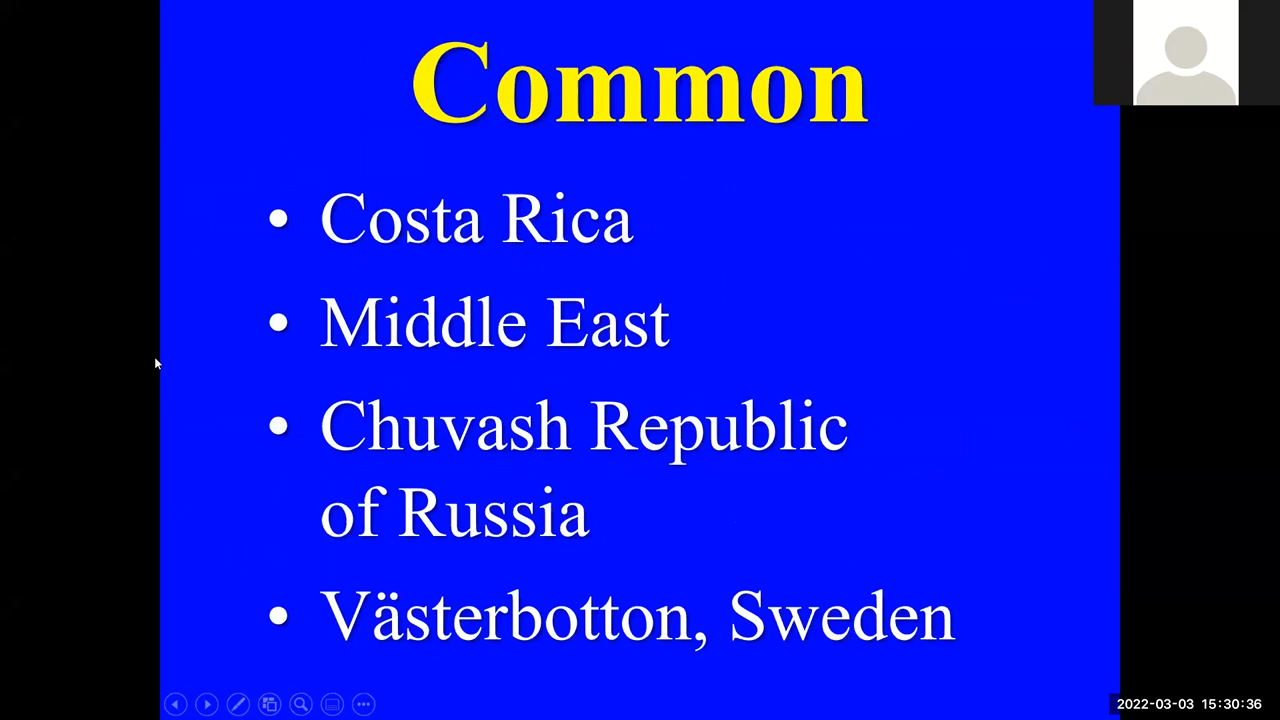 Common
• Costa Rica
• Middle East
• Chuvash Republic
of Russia
• Västerbotton, Sweden
2022-03-03 15:30:36